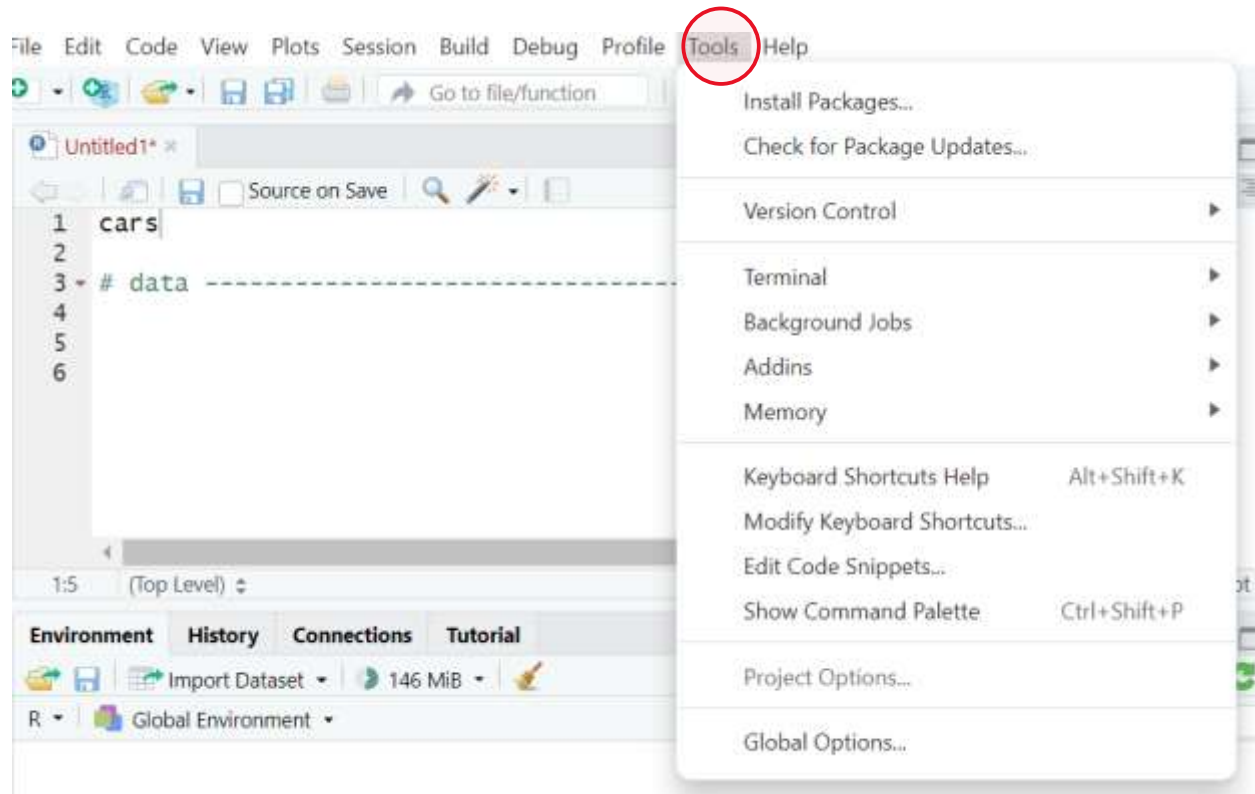 File Edit Code View Plots Session Build Debug Profile Tools Help
Go to file/function
Untitled1*
Source on Save
1 cars
2
3 # data --------------------------------
4
5
6
1:5 (Top Level)
Environment History Connections Tutorial
Import Dataset 146 MiB
R Global Environment
Install Packages...
Check for Package Updates...
Version Control
Terminal
Background Jobs
Addins
Memory
Keyboard Shortcuts Help Alt+Shift+K
Modify Keyboard Shortcuts...
Edit Code Snippets...
Show Command Palette Ctrl+Shift+P
Project Options...
Global Options...